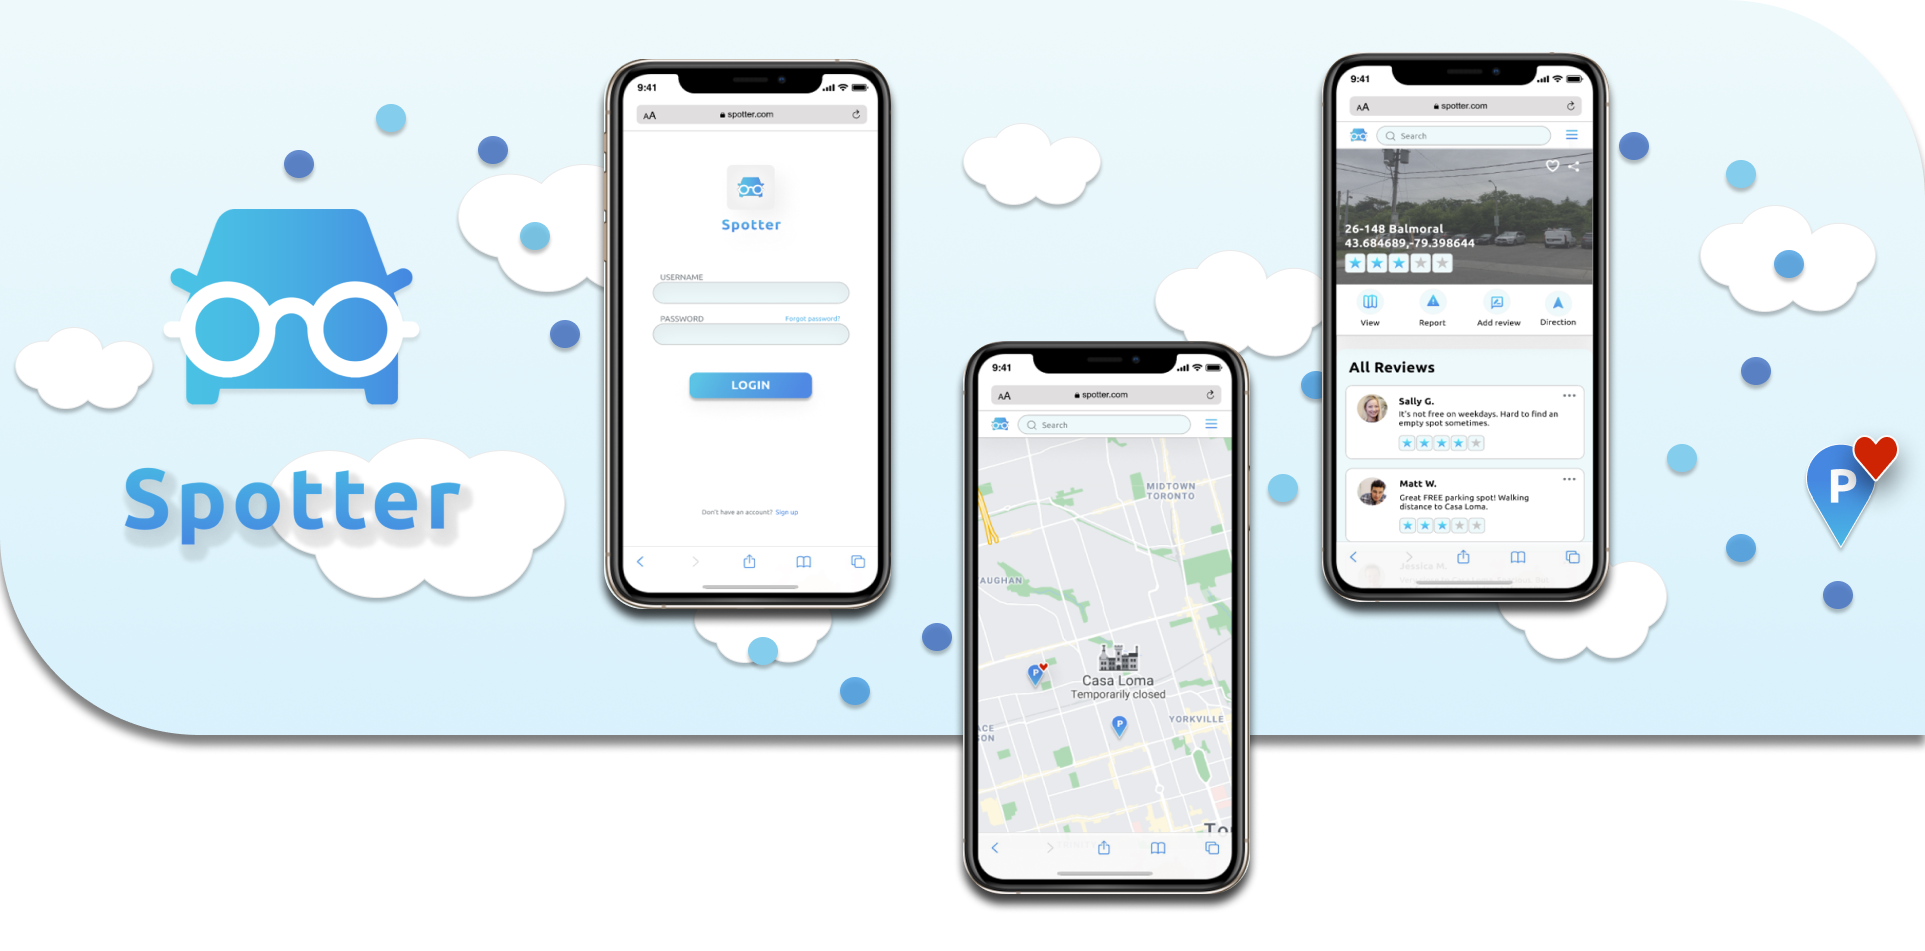 Spotter
9:41
AA
spotter.com
Spotter
USERNAME
PASSWORD
Forgot password?
LOGIN
Don't have an account? Sign up
9:41
AA
spotter.com
Search
MIDTOWN
TORONTO
AUGHAN
Casa Loma
Temporarily closed
P
P
YORKVILLE
ACE
SON
To
9:41
AA
spotter.com
Search
26-148 Balmoral
43.684689,-79.398644
View
Report
Add review
Direction
All Reviews
Sally G.
It's not free on weekdays. Hard to find an
empty spot sometimes.
Matt W.
Great FREE parking spot! Walking
distance to Casa Loma.
Jessica M.
P